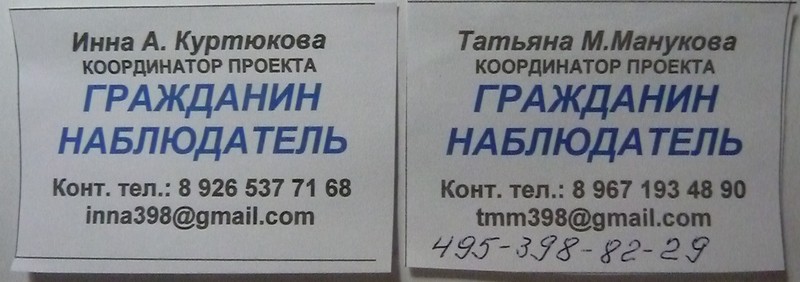 Инна А. Куртюкова
КООРДИНАТОР ПРОЕКТА
ГРАЖДАНИН
НАБЛЮДАТЕЛЬ
Конт. тел.: 8 926 537 71 68
inna398@gmail.com
Татьяна М.Манукова
КООРДИНАТОР ПРОЕКТА
ГРАЖДАНИН
НАБЛЮДАТЕЛЬ
Конт. тел.: 8 967 193 48 90
tmm398@gmail.com
495-398-82-29